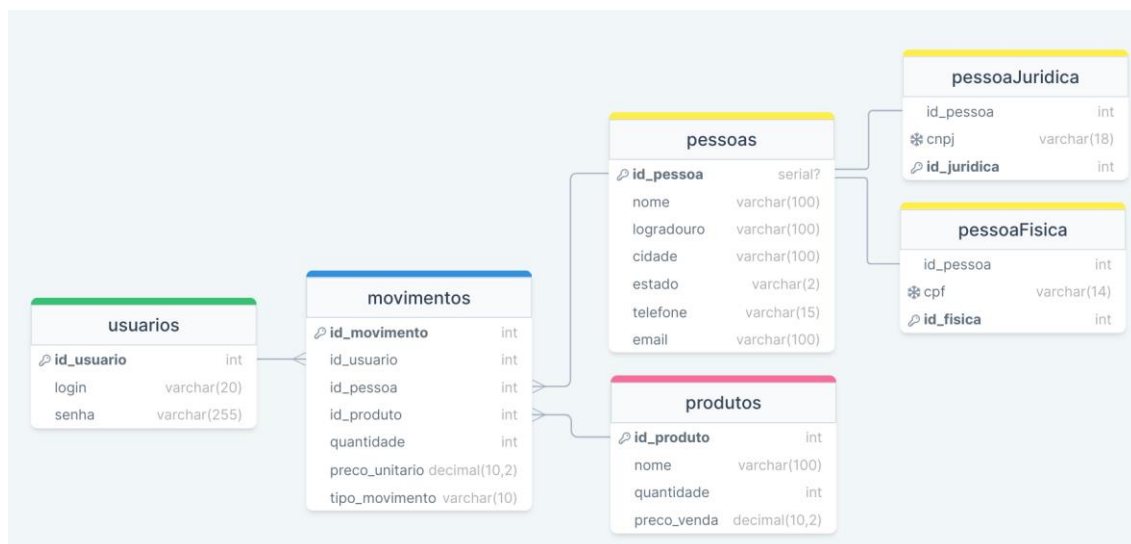 usuarios
id_usuario int
login varchar(20)
senha varchar(255)
movimentos
id_movimento int
id_usuario int
id_pessoa int
id_produto int
quantidade int
preco_unitario decimal(10,2)
tipo_movimento varchar(10)
pessoas
id_pessoa serial?
nome varchar(100)
logradouro varchar(100)
cidade varchar(100)
estado varchar(2)
telefone varchar(15)
email varchar(100)
produtos
id_produto int
nome varchar(100)
quantidade int
preco_venda decimal(10,2)
pessoaJuridica
id_pessoa int
cnpj varchar(18)
id_juridica int
pessoaFisica
id_pessoa int
cpf varchar(14)
id_fisica int